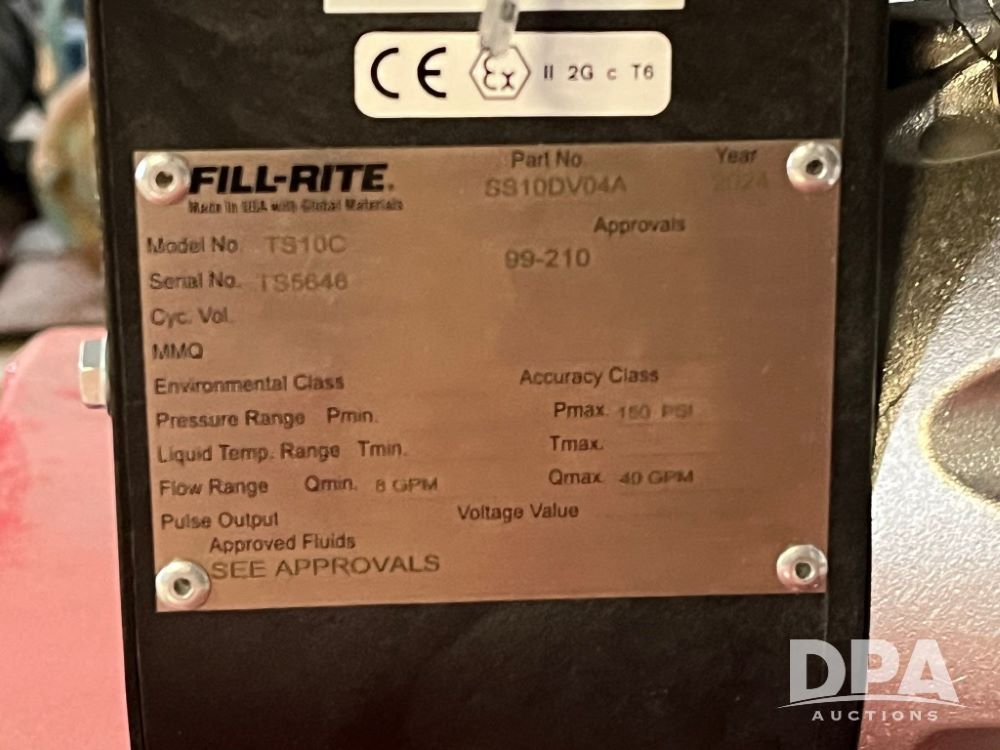 CE Ex II 2G c T6
FILL-RITE. Part No. Year
Made in USA with Global Materials SS10DV04A 2024
Model No. TS10C Approvals
Serial No. TS5646 99-210
Cyc. Vol.
MMQ
Environmental Class Accuracy Class
Pressure Range Pmin. Pmax. 150 PSI
Liquid Temp. Range Tmin. Tmax.
Flow Range Qmin. 8 GPM Qmax. 40 GPM
Pulse Output Voltage Value
Approved Fluids
SEE APPROVALS
DPA
AUCTIONS